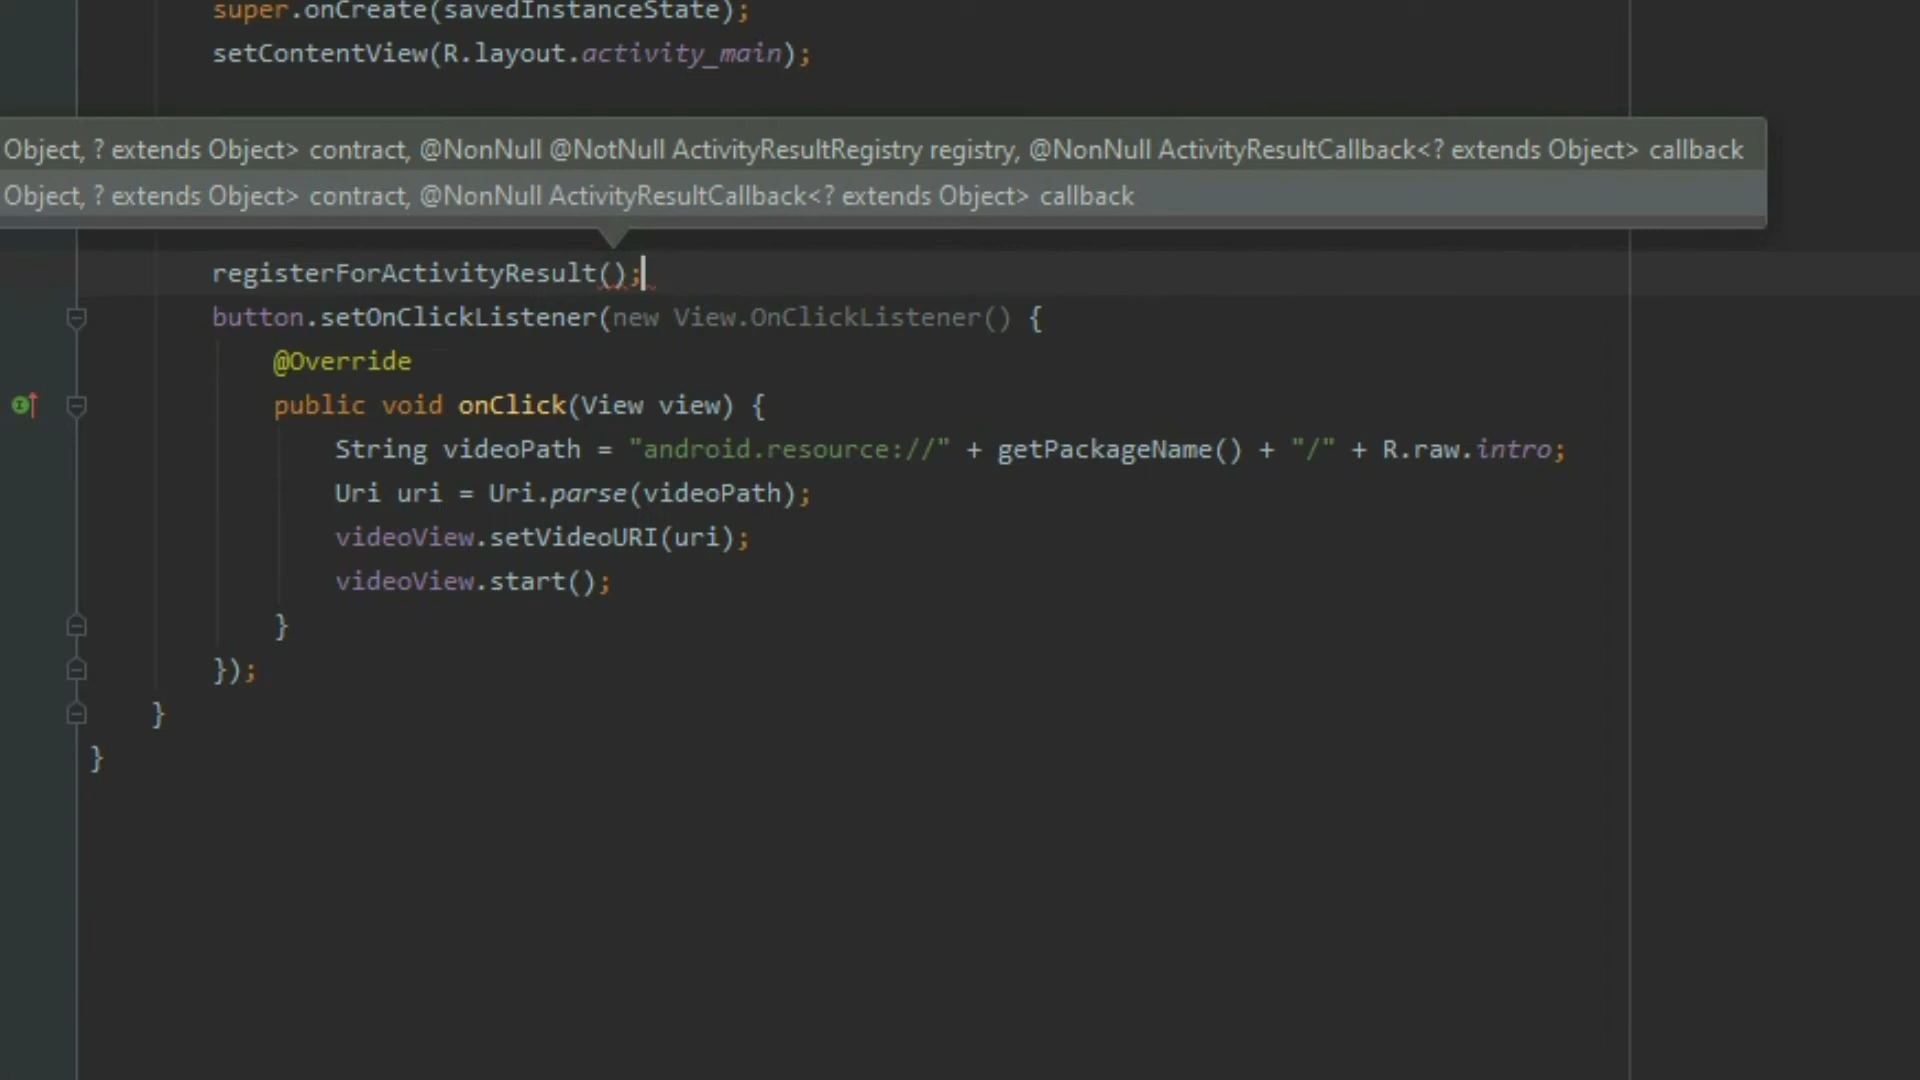 super.onCreate(savedInstanceState);
setContentView(R.layout.activity_main);
Object, ? extends Object> contract, @NonNull @NotNull ActivityResultRegistry registry, @NonNull ActivityResultCallback<? extends Object> callback
Object, ? extends Object> contract, @NonNull ActivityResultCallback<? extends Object> callback
registerForActivityResult();
button.setOnClickListener(new View.OnClickListener() {
@Override
public void onClick(View view) {
String videoPath = "android.resource://" + getPackageName() + "/" + R.raw.intro;
Uri uri = Uri.parse(videoPath);
videoView.setVideoURI(uri);
videoView.start();
}
});
}
}